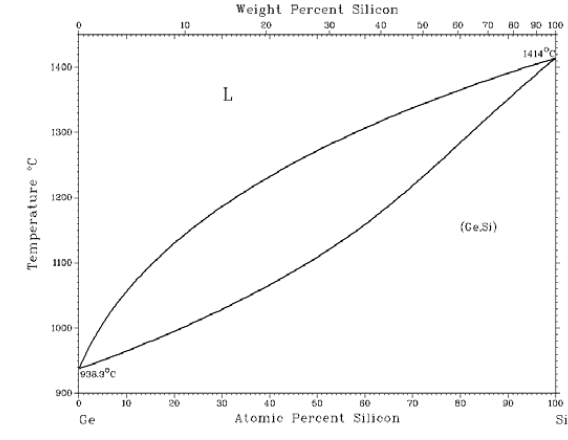 Weight Percent Silicon
0 10 20 30 40 50 60 70 80 90 100
1414°C
1400
L
1300
Temperature °C
1200
(Ge,Si)
1100
1000
938.3°C
900
0 10 20 30 40 50 60 70 80 90 100
Ge Atomic Percent Silicon Si